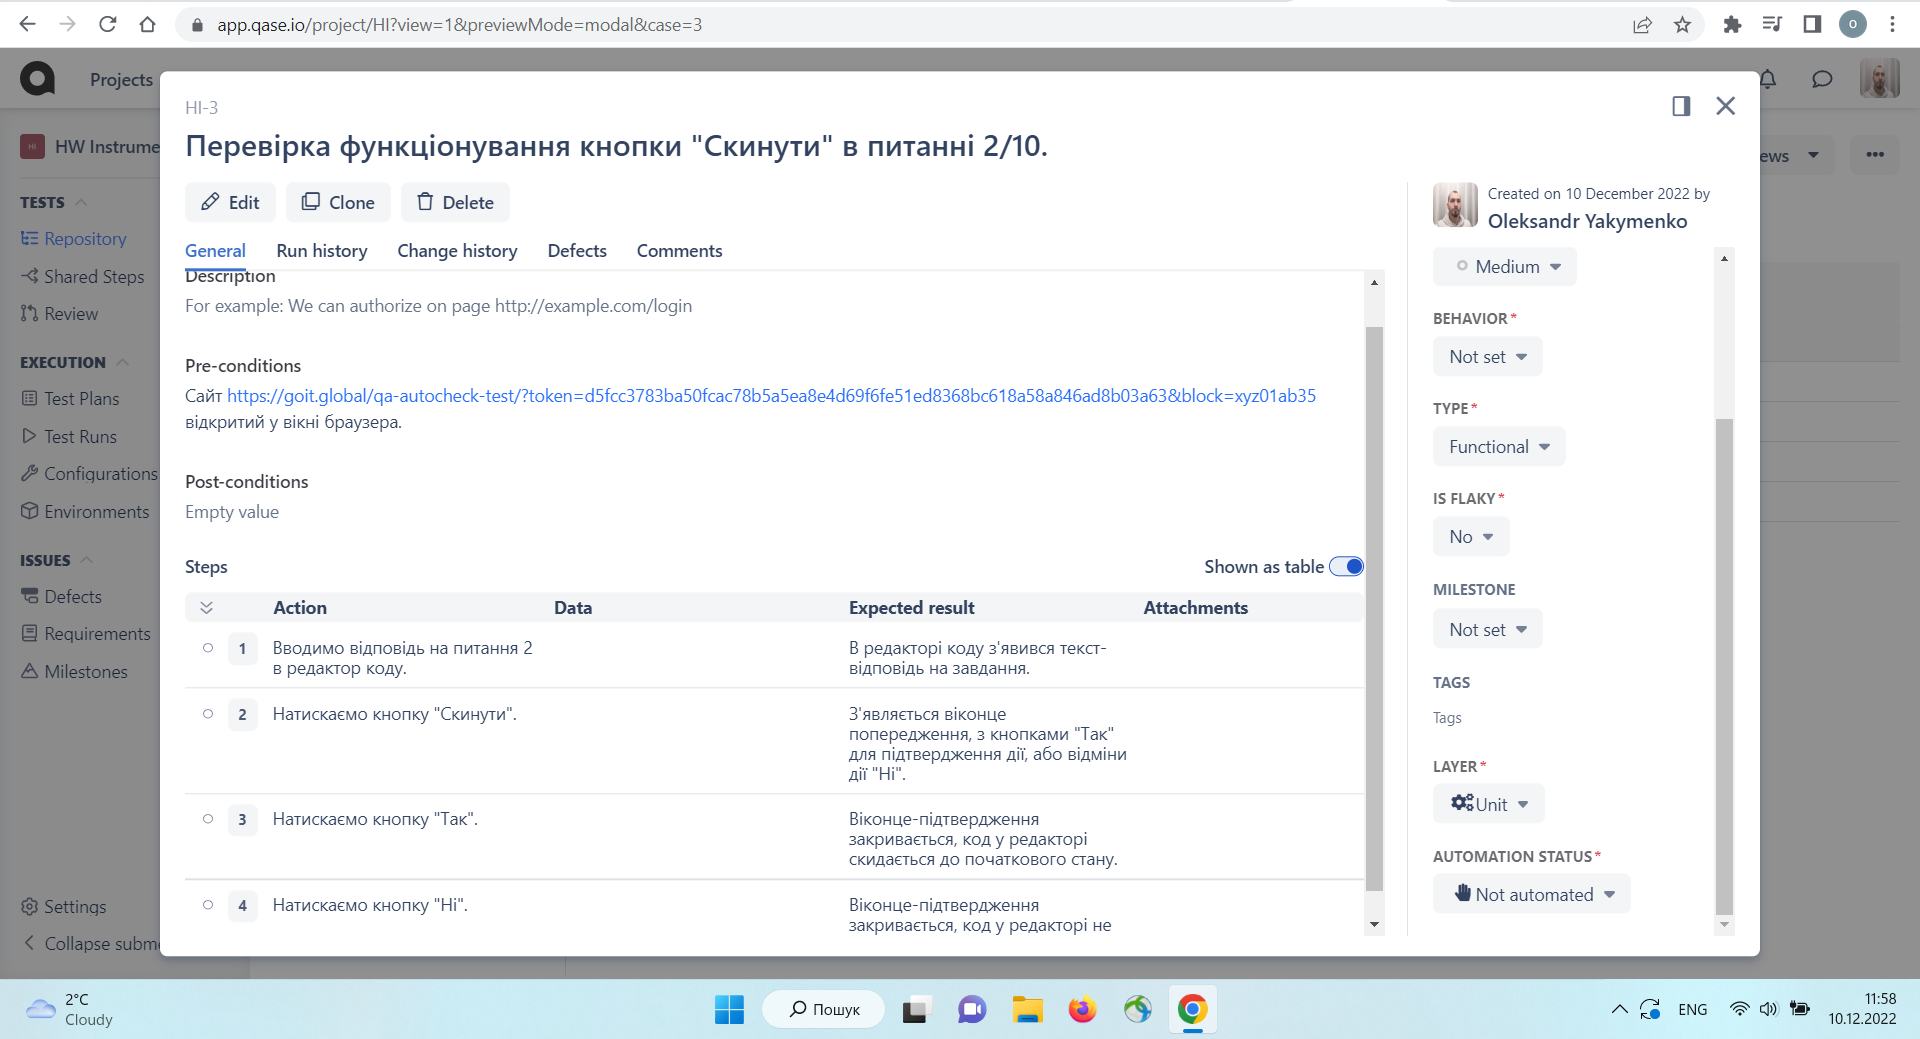 app.qase.io/project/HI?view=1&previewMode=modal&case=3
O
Projects
HI-3
Перевірка функціонування кнопки "Скинути" в питанні 2/10.
HI
HW Instrume
ews
Edit
Clone
Delete
Created on 10 December 2022 by
Oleksandr Yakymenko
TESTS
Repository
Shared Steps
Review
EXECUTION
Test Plans
Test Runs
Configurations
Environments
ISSUES
Defects
Requirements
Milestones
Settings
Collapse subme
General
Run history
Change history
Defects
Comments
Description
For example: We can authorize on page http://example.com/login
Pre-conditions
Сайт https://goit.global/qa-autocheck-test/?token=d5fcc3783ba50fcac78b5a5ea8e4d69f6fe51ed8368bc618a58a846ad8b03a63&block=xyz01ab35
відкритий у вікні браузера.
Post-conditions
Empty value
Steps
Shown as table
Action
Data
Expected result
Attachments
1
Вводимо відповідь на питання 2
в редактор коду.
В редакторі коду з'явився текст-
відповідь на завдання.
2
Натискаємо кнопку "Скинути".
З'являється віконце
попередження, з кнопками "Так"
для підтвердження дії, або відміни
дії "Ні".
3
Натискаємо кнопку "Так".
Віконце-підтвердження
закривається, код у редакторі
скидається до початкового стану.
4
Натискаємо кнопку "Ні".
Віконце-підтвердження
закривається, код у редакторі не
Medium
BEHAVIOR*
Not set
TYPE*
Functional
IS FLAKY*
No
MILESTONE
Not set
TAGS
Tags
LAYER*
Unit
AUTOMATION STATUS*
Not automated
2°C
Cloudy
Пошук
ENG
11:58
10.12.2022